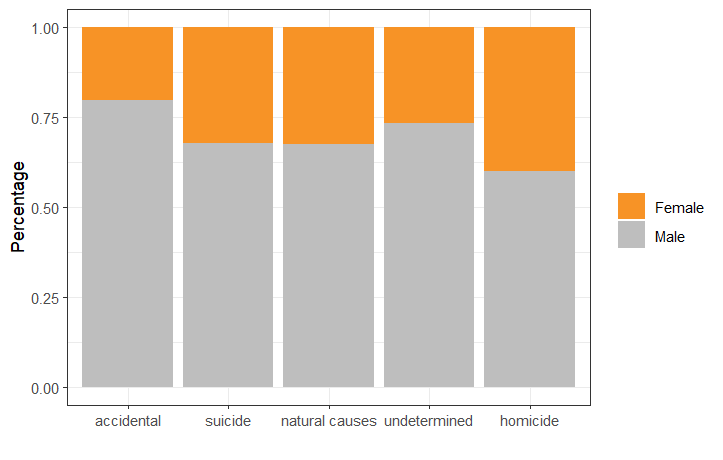 1.00
0.75
0.50
0.25
0.00
Percentage
accidental
suicide
natural causes
undetermined
homicide
Female
Male